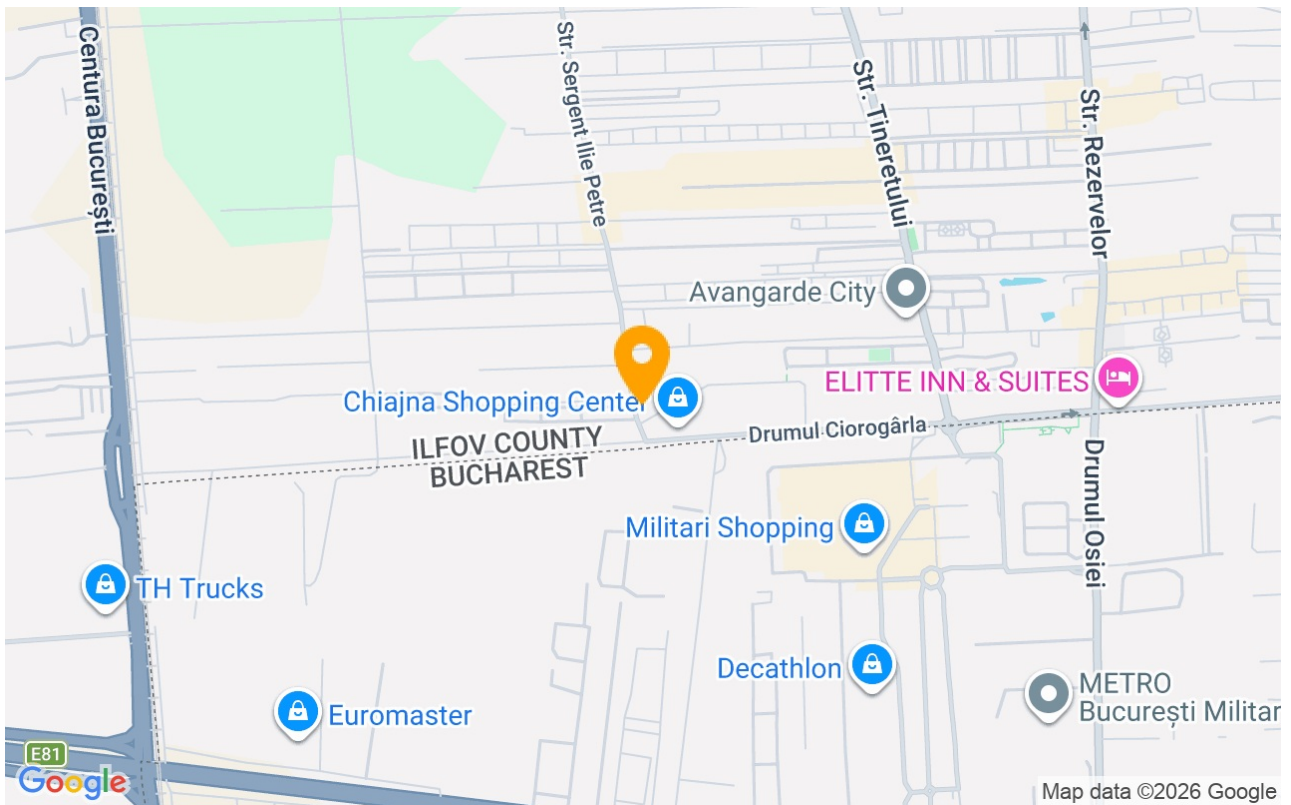 Centura București
Str. Sergent Ilie Petre
Str. Tineretului
Str. Rezervelor
Avangarde City
ELITTE INN & SUITES
Chiajna Shopping Center
Drumul Ciorogârla
ILFOV COUNTY
BUCHAREST
Drumul Osiei
Militari Shopping
TH Trucks
Decathlon
METRO
București Militar
Euromaster
E81
Google
Map data ©2026 Google